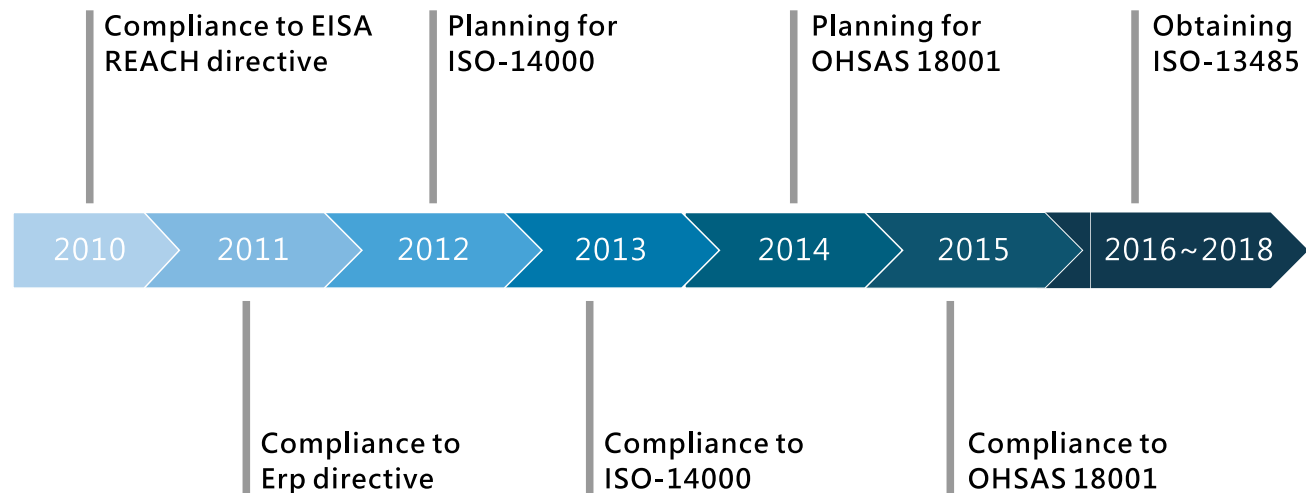 Compliance to EISA
REACH directive
Planning for
ISO-14000
Planning for
OHSAS 18001
Obtaining
ISO-13485
2010
2011
2012
2013
2014
2015
2016~2018
Compliance to
Erp directive
Compliance to
ISO-14000
Compliance to
OHSAS 18001